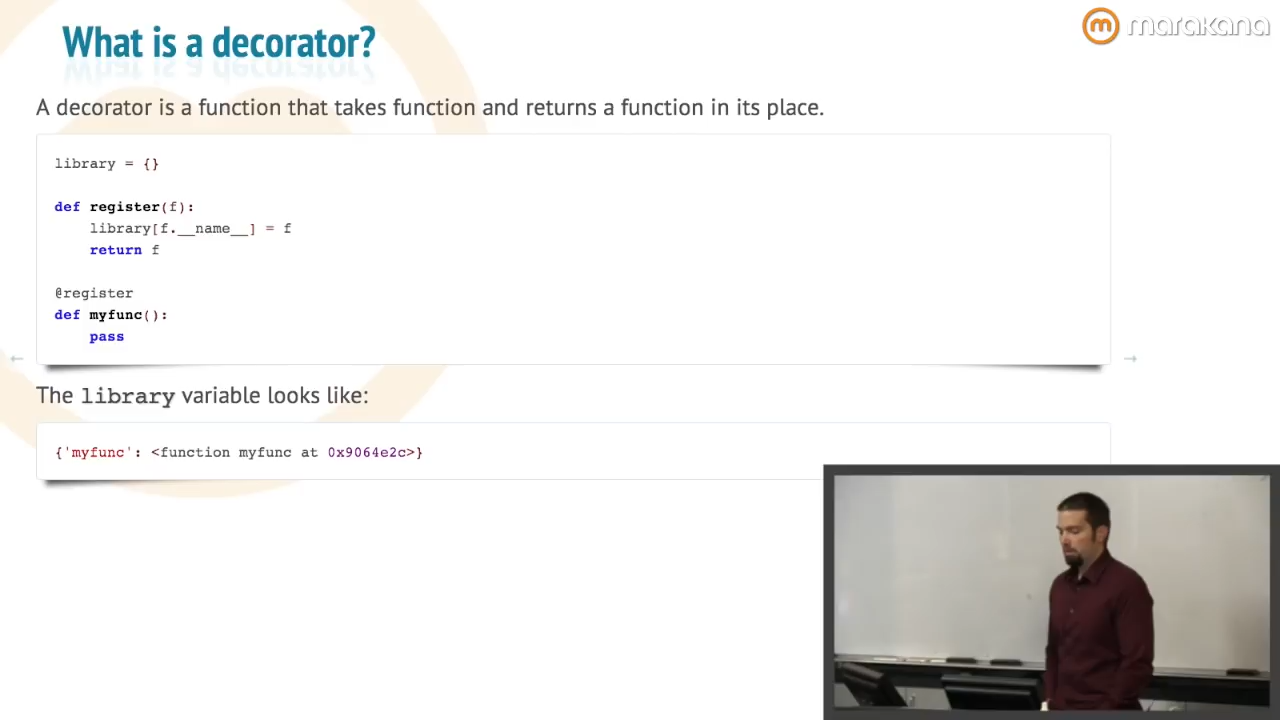 What is a decorator?
marakana
A decorator is a function that takes function and returns a function in its place.
library = {}
def register(f):
    library[f.__name__] = f
    return f
@register
def myfunc():
    pass
The library variable looks like:
{'myfunc': <function myfunc at 0x9064e2c>}